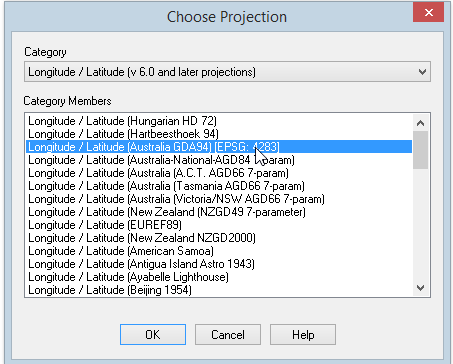 Choose Projection
Category
Longitude / Latitude (v 6.0 and later projections)
Category Members
Longitude / Latitude (Hungarian HD 72)
Longitude / Latitude (Hartbeesthoek 94)
Longitude / Latitude (Australia GDA94) [EPSG: 4283]
Longitude / Latitude (Australia-National-AGD84 7-param)
Longitude / Latitude (A.C.T. AGD66 7-param)
Longitude / Latitude (Tasmania AGD66 7-param)
Longitude / Latitude (Australia (Victoria/NSW AGD66 7-param)
Longitude / Latitude (New Zealand (NZGD49 7-parameter)
Longitude / Latitude (EUREF89)
Longitude / Latitude (New Zealand NZGD2000)
Longitude / Latitude (American Samoa)
Longitude / Latitude (Antigua Island Astro 1943)
Longitude / Latitude (Ayabelle Lighthouse)
Longitude / Latitude (Beijing 1954)
OK Cancel Help